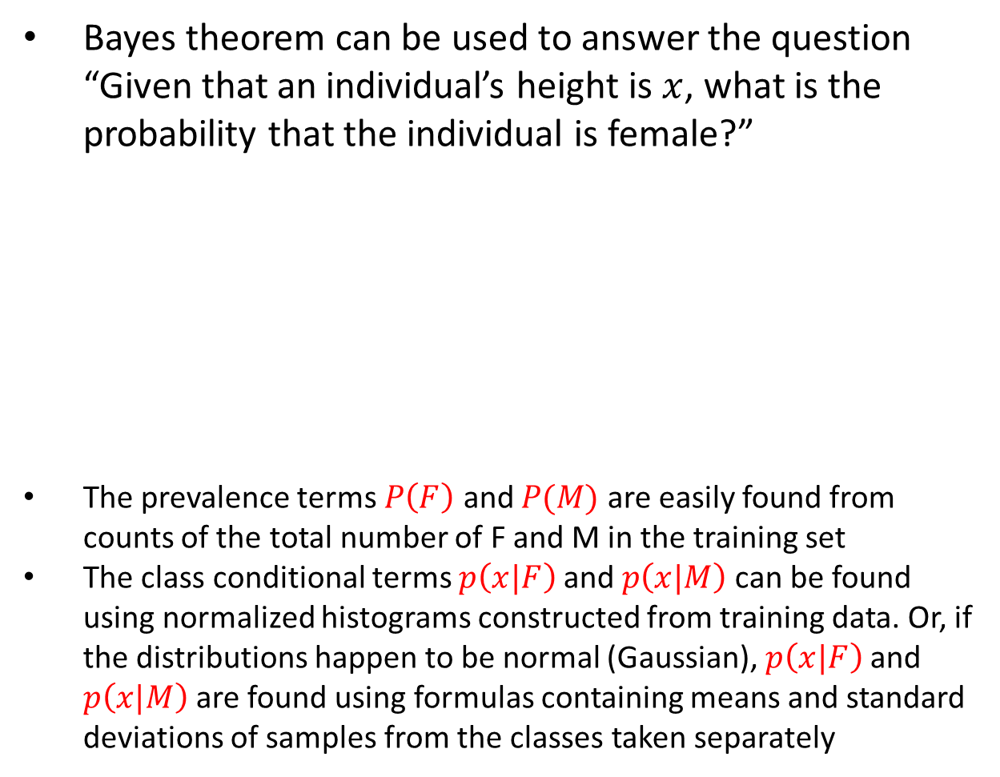 • Bayes theorem can be used to answer the question
“Given that an individual’s height is 𝑥, what is the
probability that the individual is female?”
• The prevalence terms 𝑃(𝐹) and 𝑃(𝑀) are easily found from
counts of the total number of F and M in the training set
• The class conditional terms 𝑝(𝑥|𝐹) and 𝑝(𝑥|𝑀) can be found
using normalized histograms constructed from training data. Or, if
the distributions happen to be normal (Gaussian), 𝑝(𝑥|𝐹) and
𝑝(𝑥|𝑀) are found using formulas containing means and standard
deviations of samples from the classes taken separately